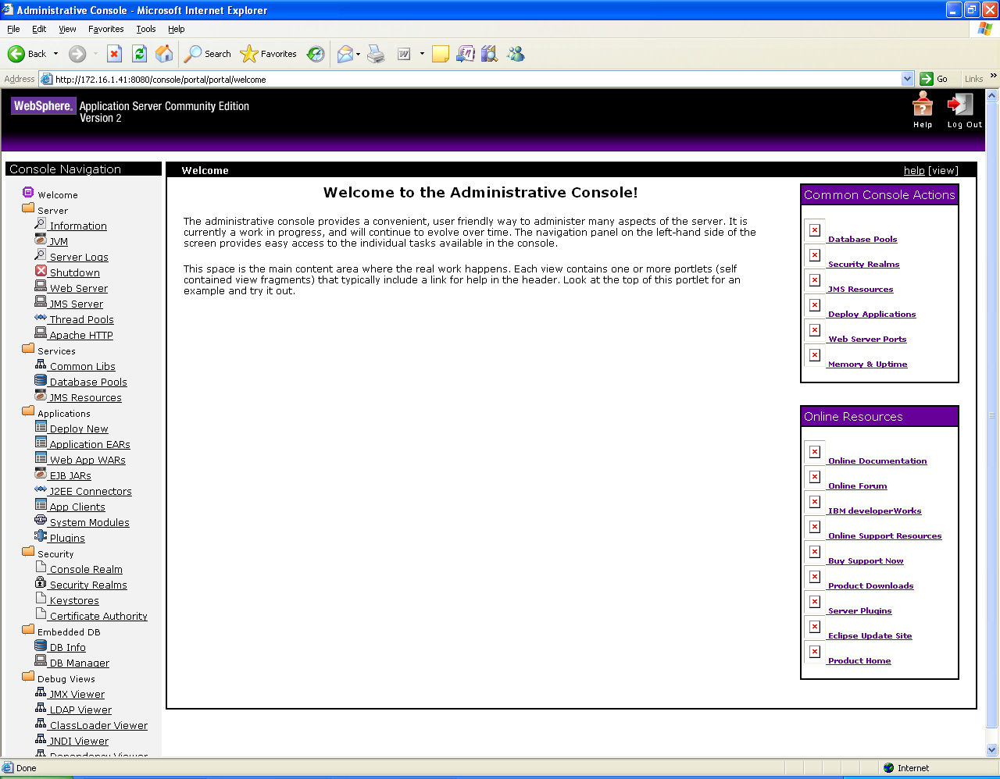 Administrative Console - Microsoft Internet Explorer
File Edit View Favorites Tools Help
Back Search Favorites
Address http://172.16.1.41:8080/console/portal/portal/welcome Go Links »
WebSphere. Application Server Community Edition
Version 2
Help Log Out
Console Navigation
Welcome
Server
Information
JVM
Server Logs
Shutdown
Web Server
JMS Server
Thread Pools
Apache HTTP
Services
Common Libs
Database Pools
JMS Resources
Applications
Deploy New
Application EARs
Web App WARs
EJB JARs
J2EE Connectors
App Clients
System Modules
Plugins
Security
Console Realm
Security Realms
Keystores
Certificate Authority
Embedded DB
DB Info
DB Manager
Debug Views
JMX Viewer
LDAP Viewer
ClassLoader Viewer
JNDI Viewer
Dependency Viewer
Welcome help [view]
Welcome to the Administrative Console!
The administrative console provides a convenient, user friendly way to administer many aspects of the server. It is
currently a work in progress, and will continue to evolve over time. The navigation panel on the left-hand side of the
screen provides easy access to the individual tasks available in the console.
This space is the main content area where the real work happens. Each view contains one or more portlets (self
contained view fragments) that typically include a link for help in the header. Look at the top of this portlet for an
example and try it out.
Common Console Actions
Database Pools
Security Realms
JMS Resources
Deploy Applications
Web Server Ports
Memory & Uptime
Online Resources
Online Documentation
Online Forum
IBM developerWorks
Online Support Resources
Buy Support Now
Product Downloads
Server Plugins
Eclipse Update Site
Product Home
Done Internet